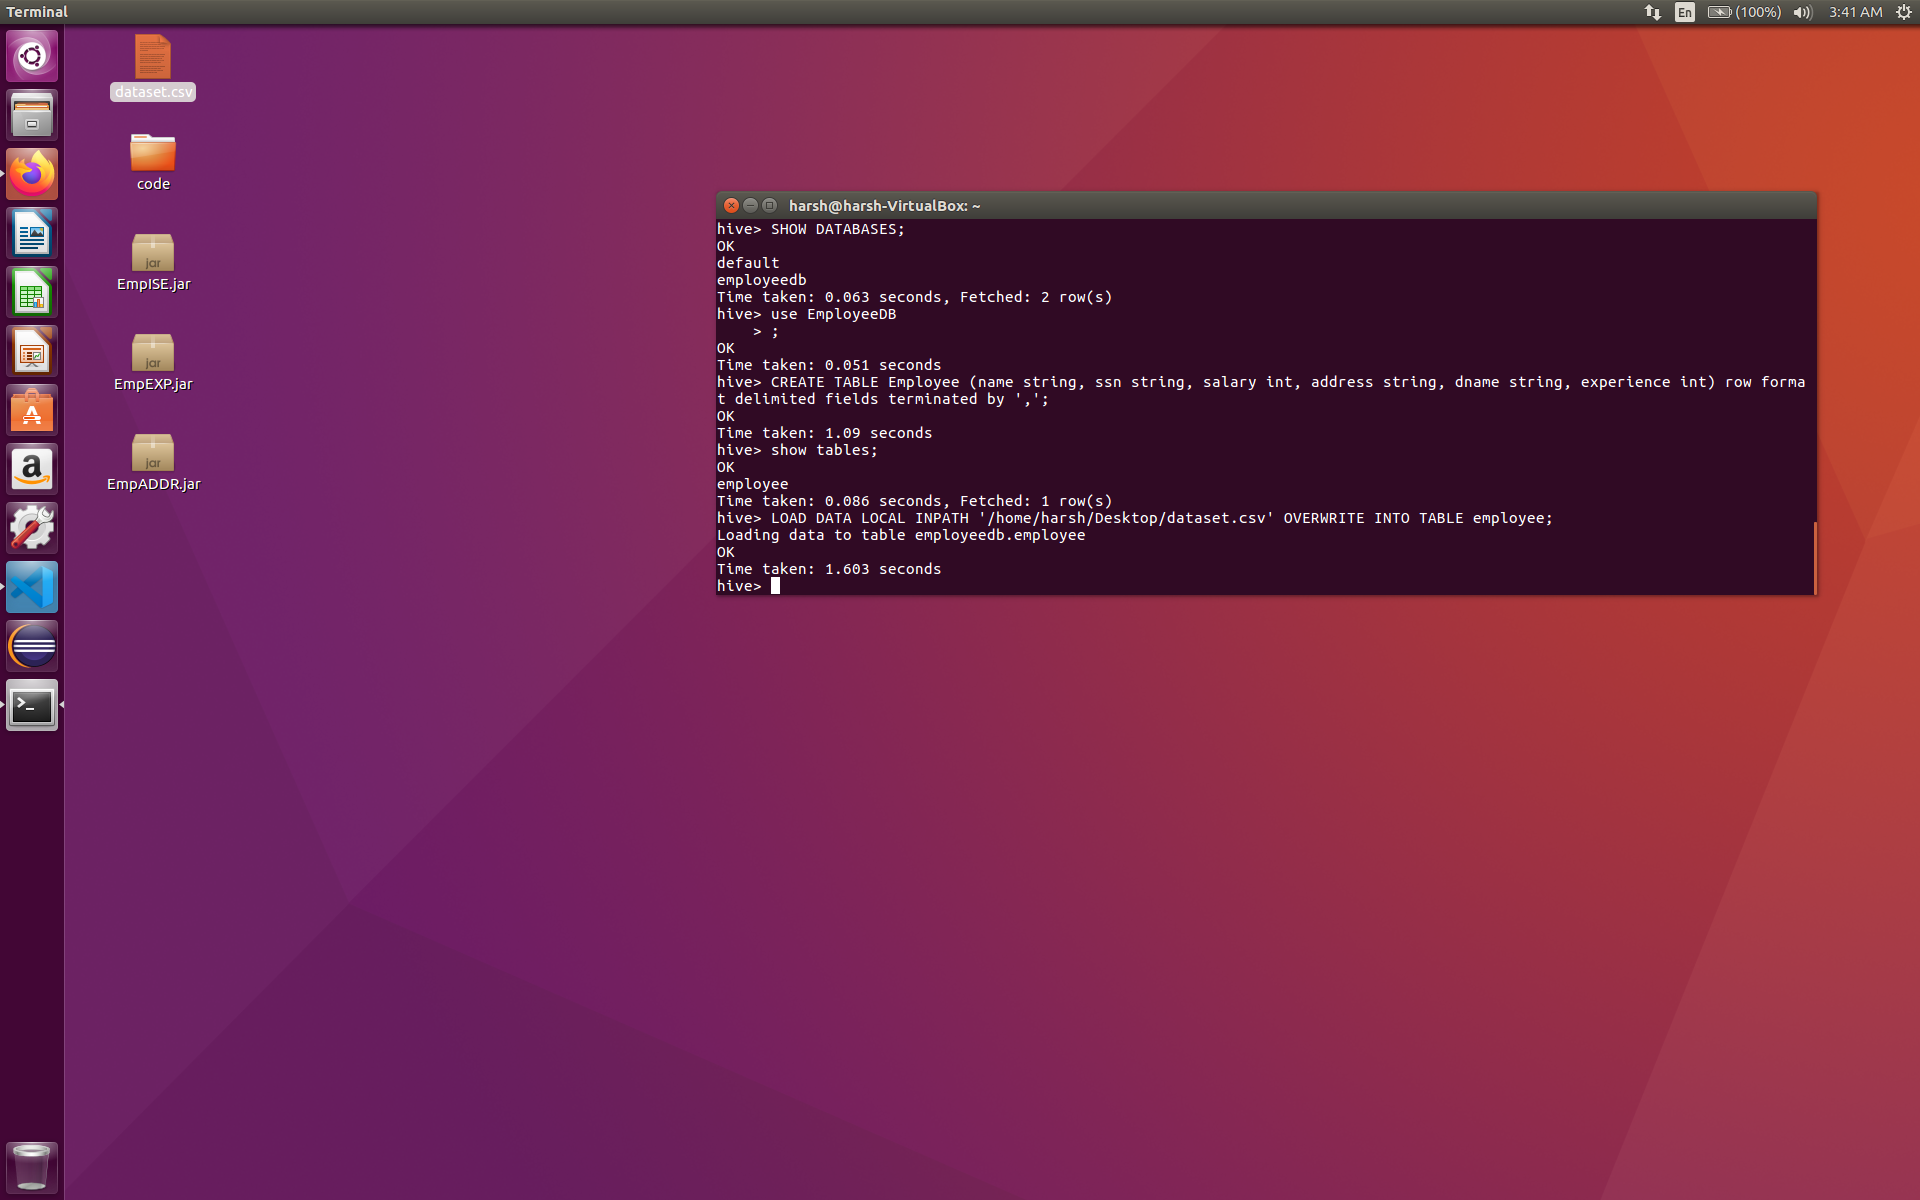 Terminal
En
(100%)
3:41 AM
dataset.csv
code
jar
EmpISE.jar
jar
EmpEXP.jar
jar
EmpADDR.jar
harsh@harsh-VirtualBox: ~
hive> SHOW DATABASES;
OK
default
employeedb
Time taken: 0.063 seconds, Fetched: 2 row(s)
hive> use EmployeeDB
    > ;
OK
Time taken: 0.051 seconds
hive> CREATE TABLE Employee (name string, ssn string, salary int, address string, dname string, experience int) row forma
t delimited fields terminated by ',';
OK
Time taken: 1.09 seconds
hive> show tables;
OK
employee
Time taken: 0.086 seconds, Fetched: 1 row(s)
hive> LOAD DATA LOCAL INPATH '/home/harsh/Desktop/dataset.csv' OVERWRITE INTO TABLE employee;
Loading data to table employeedb.employee
OK
Time taken: 1.603 seconds
hive>